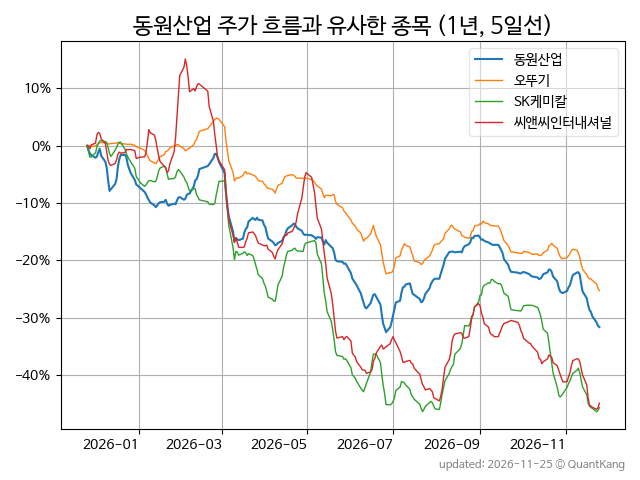 동원산업 주가 흐름과 유사한 종목 (1년, 5일선)
동원산업
오뚜기
SK케미칼
씨앤씨인터내셔널
10%
0%
−10%
−20%
−30%
−40%
2026-01
2026-03
2026-05
2026-07
2026-09
2026-11
updated: 2026-11-25 © QuantKang